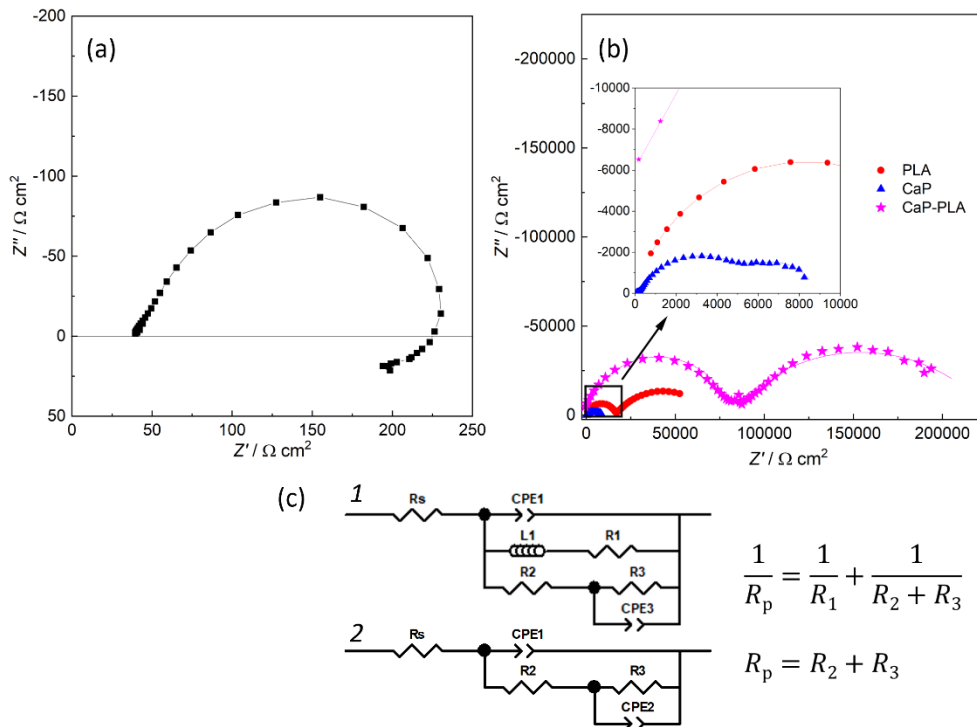 (a)
-200
-150
-100
-50
0
50
0 50 100 150 200 250
Z'' / Ω cm²
Z' / Ω cm²
(b)
-200000
-150000
-100000
-50000
0
0 50000 100000 150000 200000
Z'' / Ω cm²
Z' / Ω cm²
-10000
-8000
-6000
-4000
-2000
0
0 2000 4000 6000 8000 10000
PLA
CaP
CaP-PLA
(c)
1
Rs
CPE1
L1 R1
R2 R3
CPE3
2
Rs
CPE1
R2 R3
CPE2
1/Rp = 1/R1 + 1/(R2 + R3)
Rp = R2 + R3